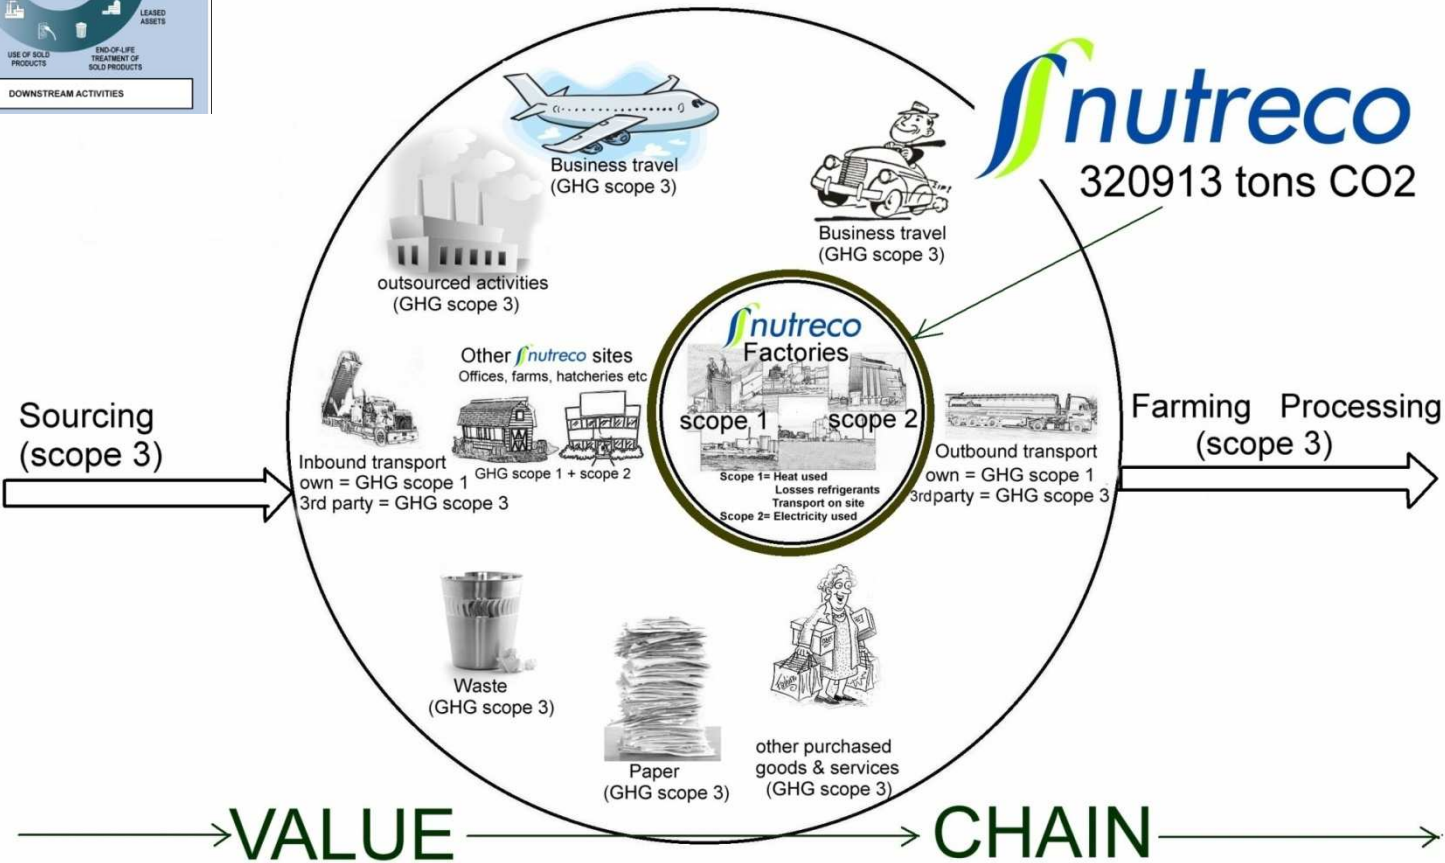 LEASED
ASSETS
USE OF SOLD
PRODUCTS
END-OF-LIFE
TREATMENT OF
SOLD PRODUCTS
DOWNSTREAM ACTIVITIES
nutreco
320913 tons CO2
Business travel
(GHG scope 3)
Business travel
(GHG scope 3)
outsourced activities
(GHG scope 3)
nutreco
Factories
scope 1
scope 2
Scope 1= Heat used
Losses refrigerants
Transport on site
Scope 2= Electricity used
Other nutreco sites
Offices, farms, hatcheries etc
GHG scope 1 + scope 2
Sourcing
(scope 3)
Inbound transport
own = GHG scope 1
3rd party = GHG scope 3
Outbound transport
own = GHG scope 1
3rdparty = GHG scope 3
Farming Processing
(scope 3)
Waste
(GHG scope 3)
Paper
(GHG scope 3)
other purchased
goods & services
(GHG scope 3)
VALUE CHAIN